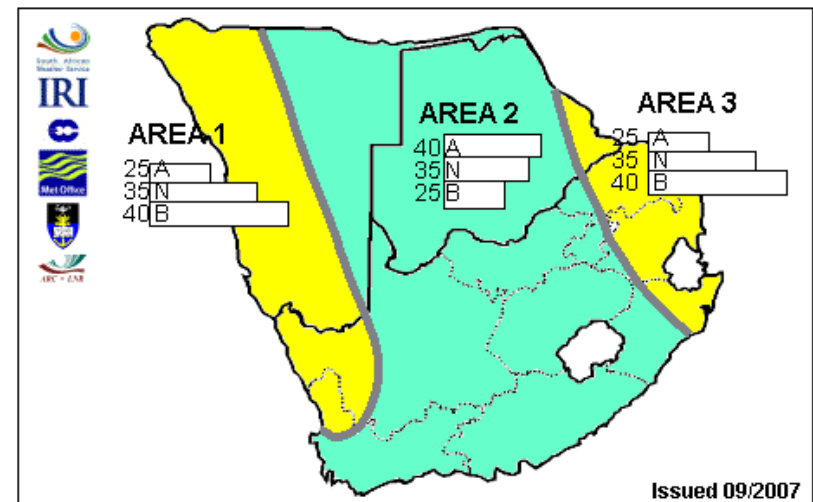 South African
Weather Service
IRI
Met Office
ARC • LNR
AREA 1
25 A
35 N
40 B
AREA 2
40 A
35 N
25 B
AREA 3
25 A
35 N
40 B
Issued 09/2007